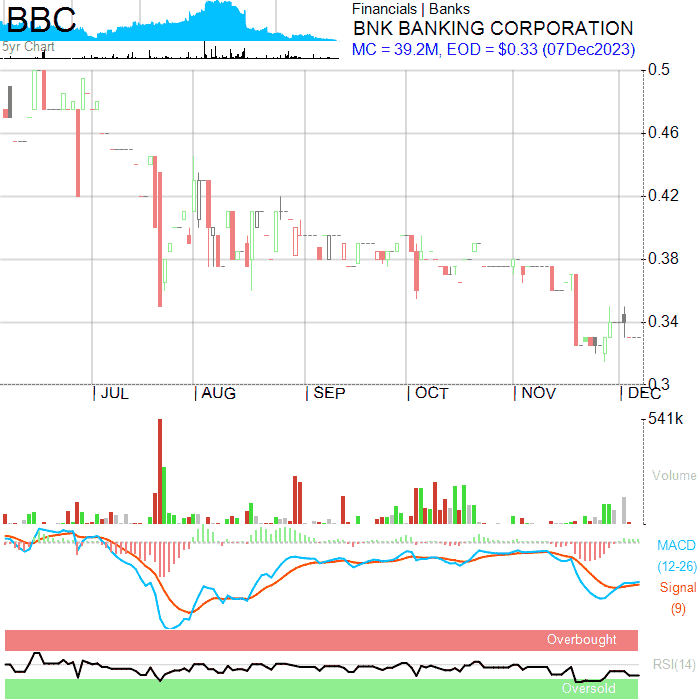 BBC
5yr Chart
Financials | Banks
BNK BANKING CORPORATION
MC = 39.2M, EOD = $0.33 (07Dec2023)
0.5
0.46
0.42
0.38
0.34
0.3
JUL AUG SEP OCT NOV DEC
541k
Volume
MACD
(12-26)
Signal
(9)
Overbought
RSI(14)
Oversold